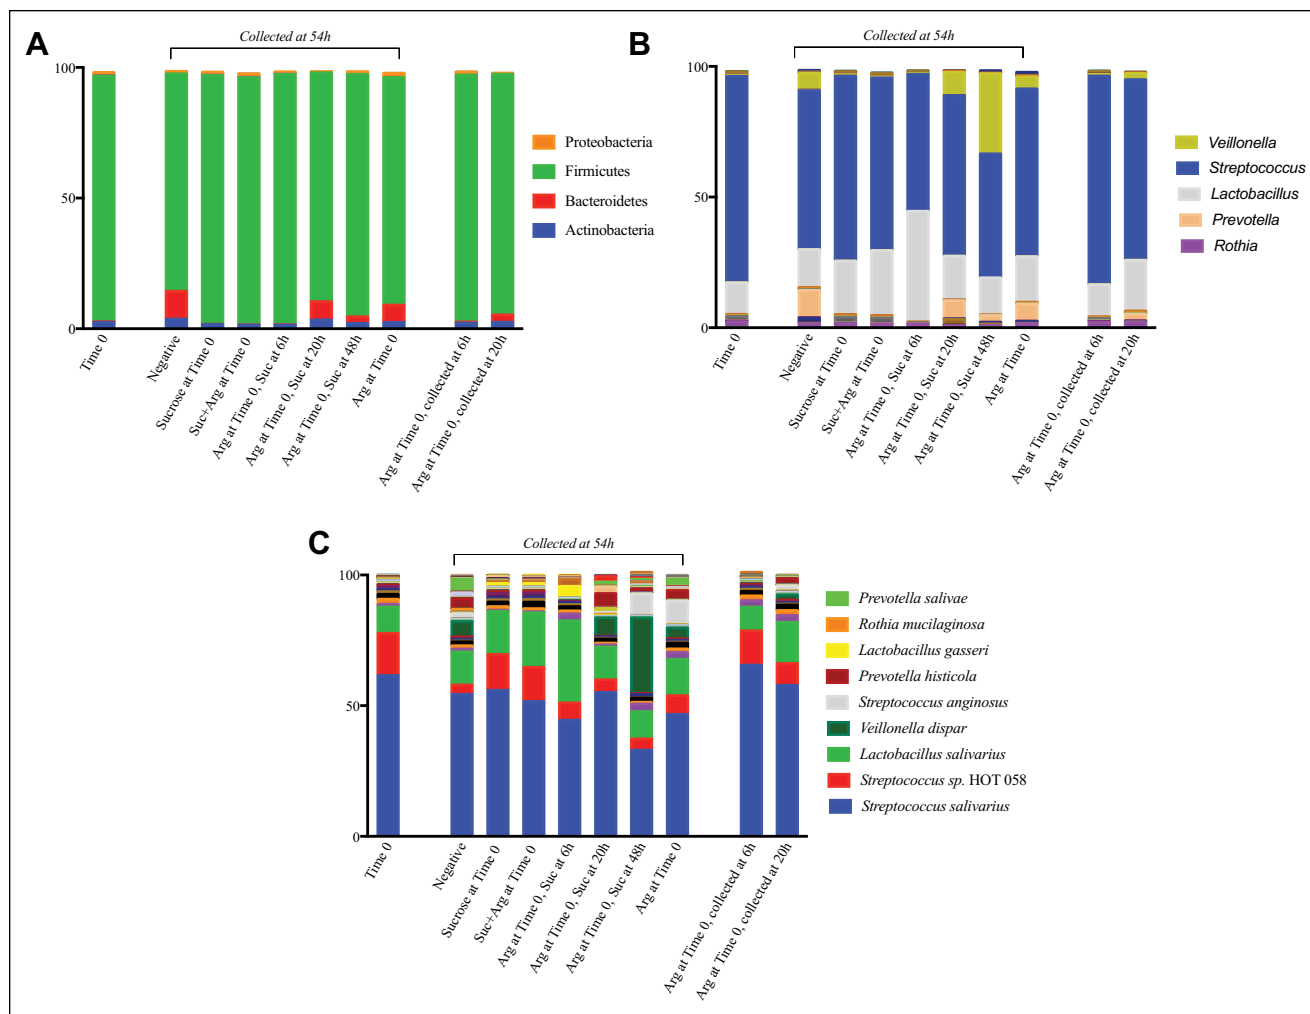 A
Collected at 54h
100
50
0
Time 0
Negative
Sucrose at Time 0
Suc+Arg at Time 0
Arg at Time 0, Suc at 6h
Arg at Time 0, Suc at 20h
Arg at Time 0, Suc at 48h
Arg at Time 0
Arg at Time 0, collected at 6h
Arg at Time 0, collected at 20h
Proteobacteria
Firmicutes
Bacteroidetes
Actinobacteria
B
Collected at 54h
100
50
0
Time 0
Negative
Sucrose at Time 0
Suc+Arg at Time 0
Arg at Time 0, Suc at 6h
Arg at Time 0, Suc at 20h
Arg at Time 0, Suc at 48h
Arg at Time 0
Arg at Time 0, collected at 6h
Arg at Time 0, collected at 20h
Veillonella
Streptococcus
Lactobacillus
Prevotella
Rothia
C
Collected at 54h
100
50
0
Time 0
Negative
Sucrose at Time 0
Suc+Arg at Time 0
Arg at Time 0, Suc at 6h
Arg at Time 0, Suc at 20h
Arg at Time 0, Suc at 48h
Arg at Time 0
Arg at Time 0, collected at 6h
Arg at Time 0, collected at 20h
Prevotella salivae
Rothia mucilaginosa
Lactobacillus gasseri
Prevotella histicola
Streptococcus anginosus
Veillonella dispar
Lactobacillus salivarius
Streptococcus sp. HOT 058
Streptococcus salivarius